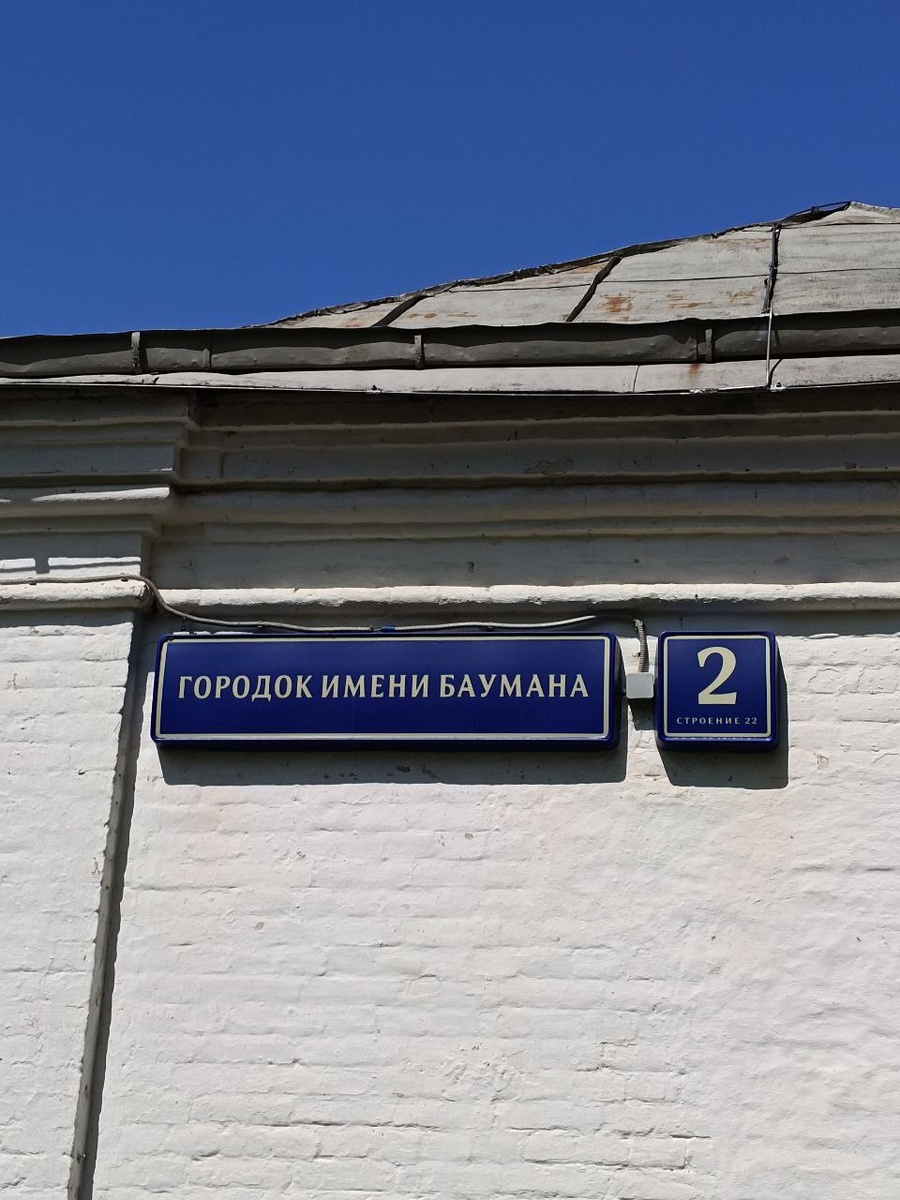 ГОРОДОК ИМЕНИ БАУМАНА
2
СТРОЕНИЕ 22